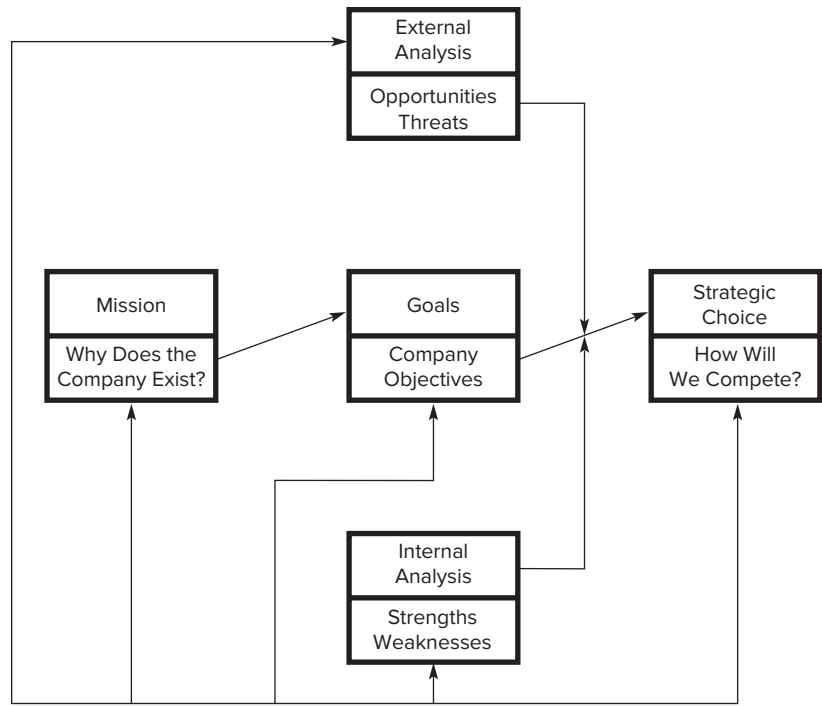 External
Analysis
Opportunities
Threats
Mission
Why Does the
Company Exist?
Goals
Company
Objectives
Strategic
Choice
How Will
We Compete?
Internal
Analysis
Strengths
Weaknesses